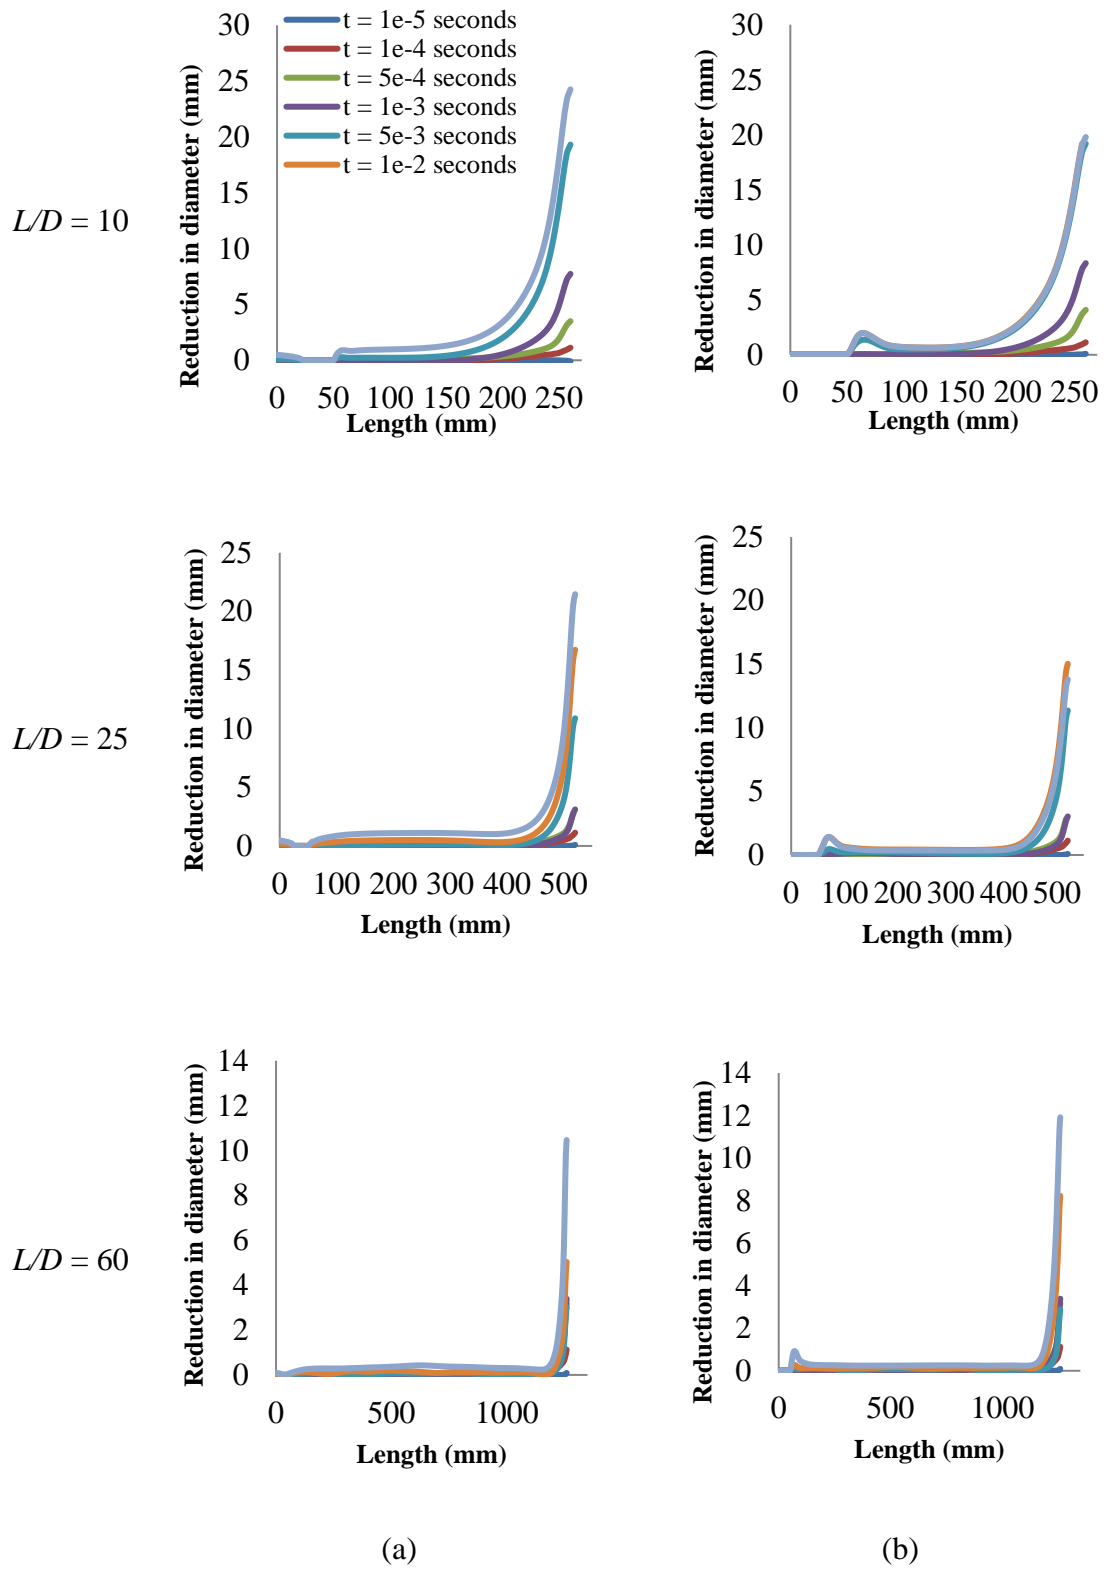 L/D = 10
Reduction in diameter (mm)
30
25
20
15
10
5
0
t = 1e-5 seconds
t = 1e-4 seconds
t = 5e-4 seconds
t = 1e-3 seconds
t = 5e-3 seconds
t = 1e-2 seconds
0 50 100 150 200 250
Length (mm)
Reduction in diameter (mm)
30
25
20
15
10
5
0
0 50 100 150 200 250
Length (mm)
L/D = 25
Reduction in diameter (mm)
25
20
15
10
5
0
0 100 200 300 400 500
Length (mm)
Reduction in diameter (mm)
25
20
15
10
5
0
0 100 200 300 400 500
Length (mm)
L/D = 60
Reduction in diameter (mm)
14
12
10
8
6
4
2
0
0 500 1000
Length (mm)
Reduction in diameter (mm)
14
12
10
8
6
4
2
0
0 500 1000
Length (mm)
(a) (b)